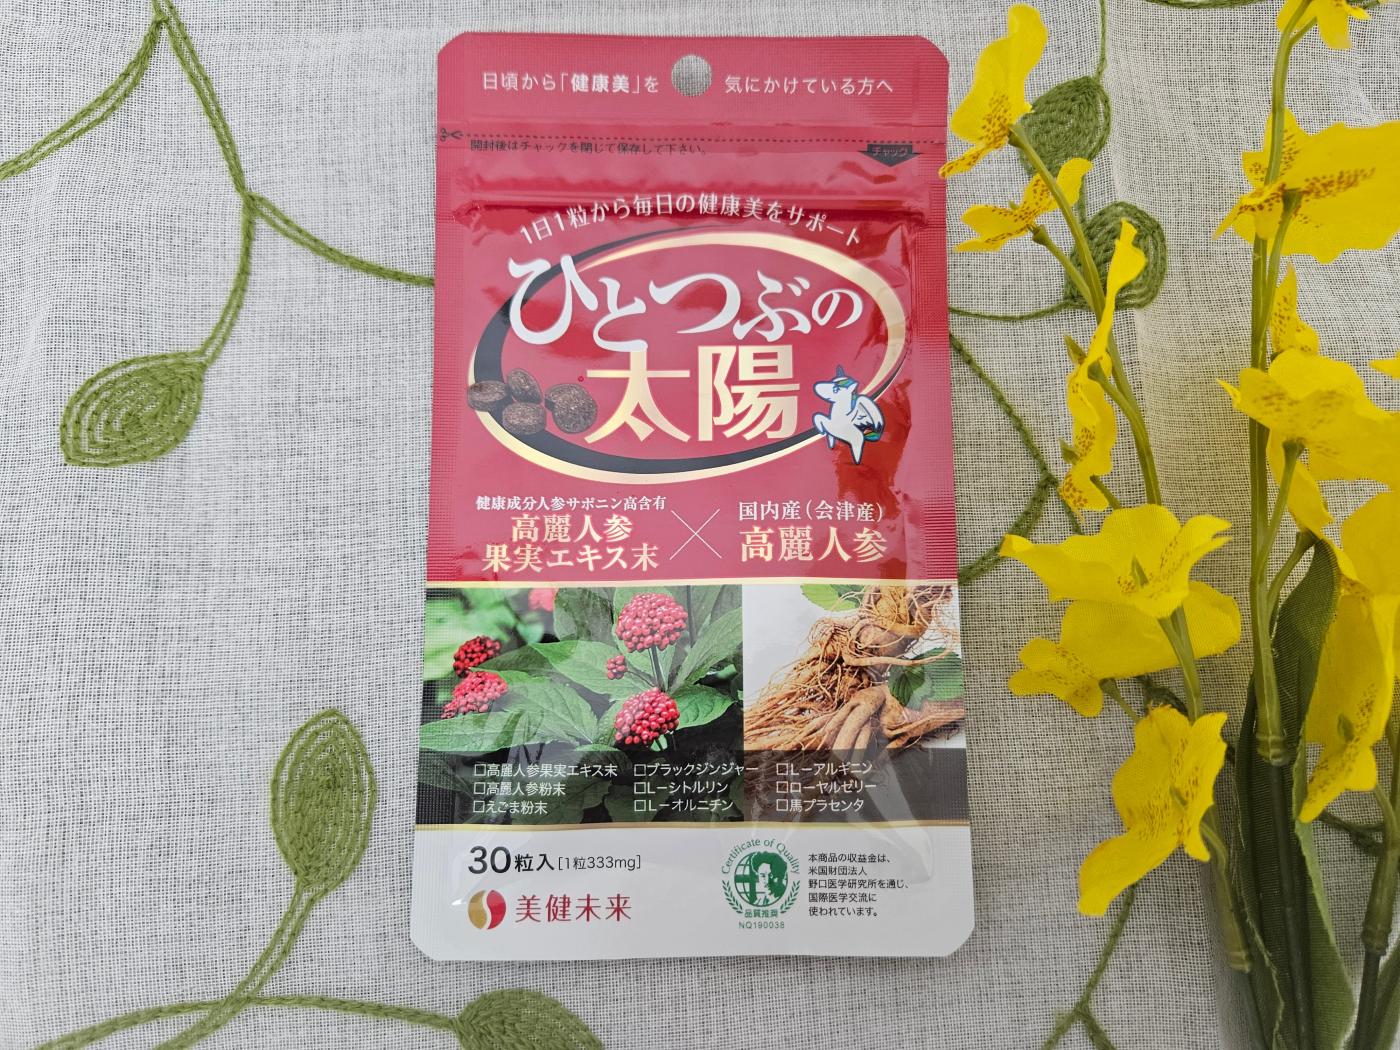 日頃から「健康美」を 気にかけている方へ
開封後はチャックを閉じて保存して下さい。
チャック
1日1粒から毎日の健康美をサポート
ひとつぶの
太陽
健康成分人参サポニン高含有
高麗人参
果実エキス末
×
国内産(会津産)
高麗人参
□高麗人参果実エキス末 □ブラックジンジャー □L－アルギニン
□高麗人参粉末 □L－シトルリン □ローヤルゼリー
□えごま粉末 □L－オルニチン □馬プラセンタ
30粒入[1粒333mg]
美健未来
Certificate of Quality
品質推奨
NQ190038
本商品の収益金は、
米国財団法人
野口医学研究所を通じ、
国際医学交流に
使われています。